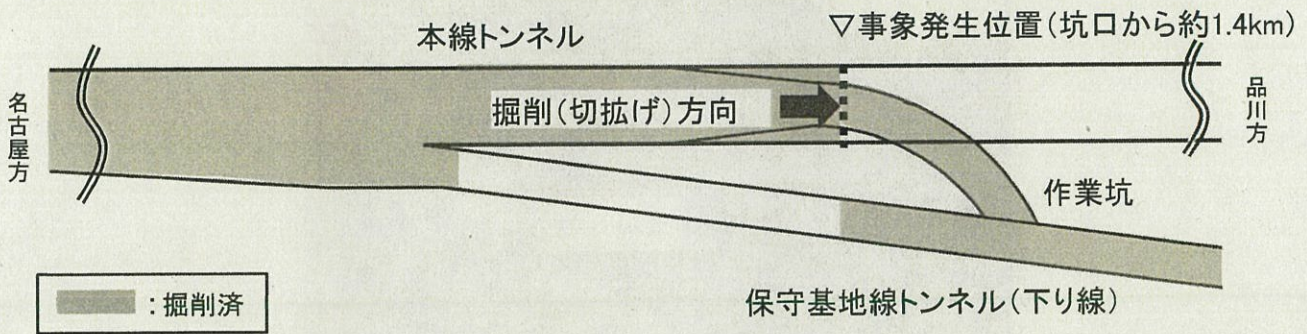 本線トンネル
▽事象発生位置(坑口から約1.4km)
名古屋方
掘削(切拡げ)方向
品川方
作業坑
:掘削済
保守基地線トンネル(下り線)